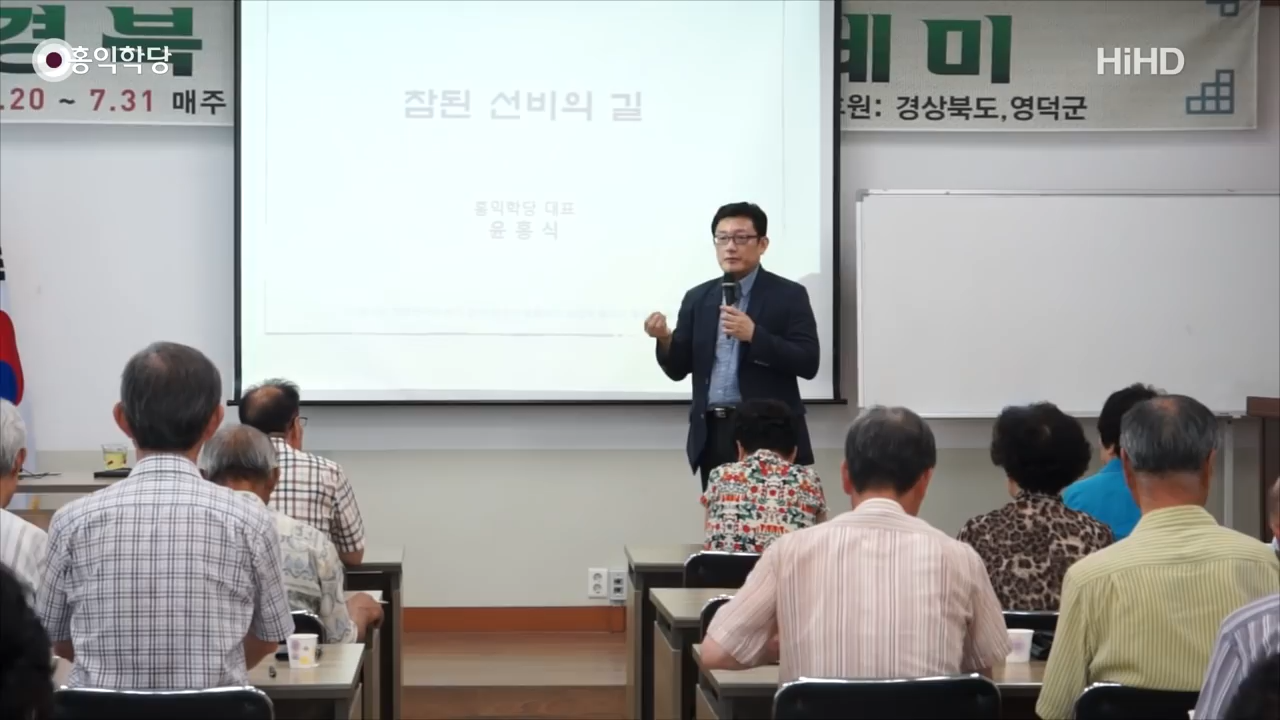 경북
홍익학당
.20 ~ 7.31 매주
참된 선비의 길
홍익학당 대표
윤홍식
데미
원: 경상북도,영덕군
HiHD